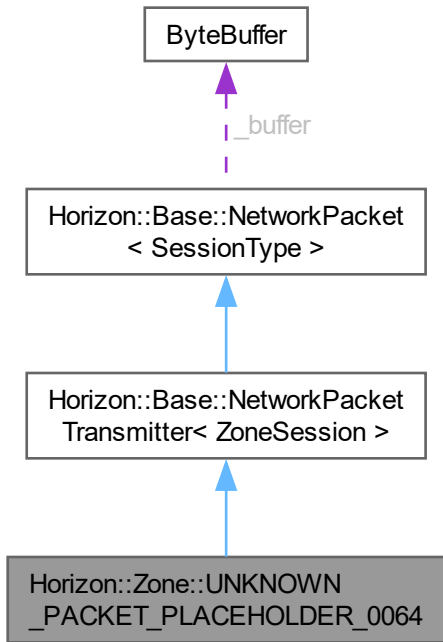 ByteBuffer
_buffer
Horizon::Base::NetworkPacket
< SessionType >
Horizon::Base::NetworkPacket
Transmitter< ZoneSession >
Horizon::Zone::UNKNOWN
_PACKET_PLACEHOLDER_0064